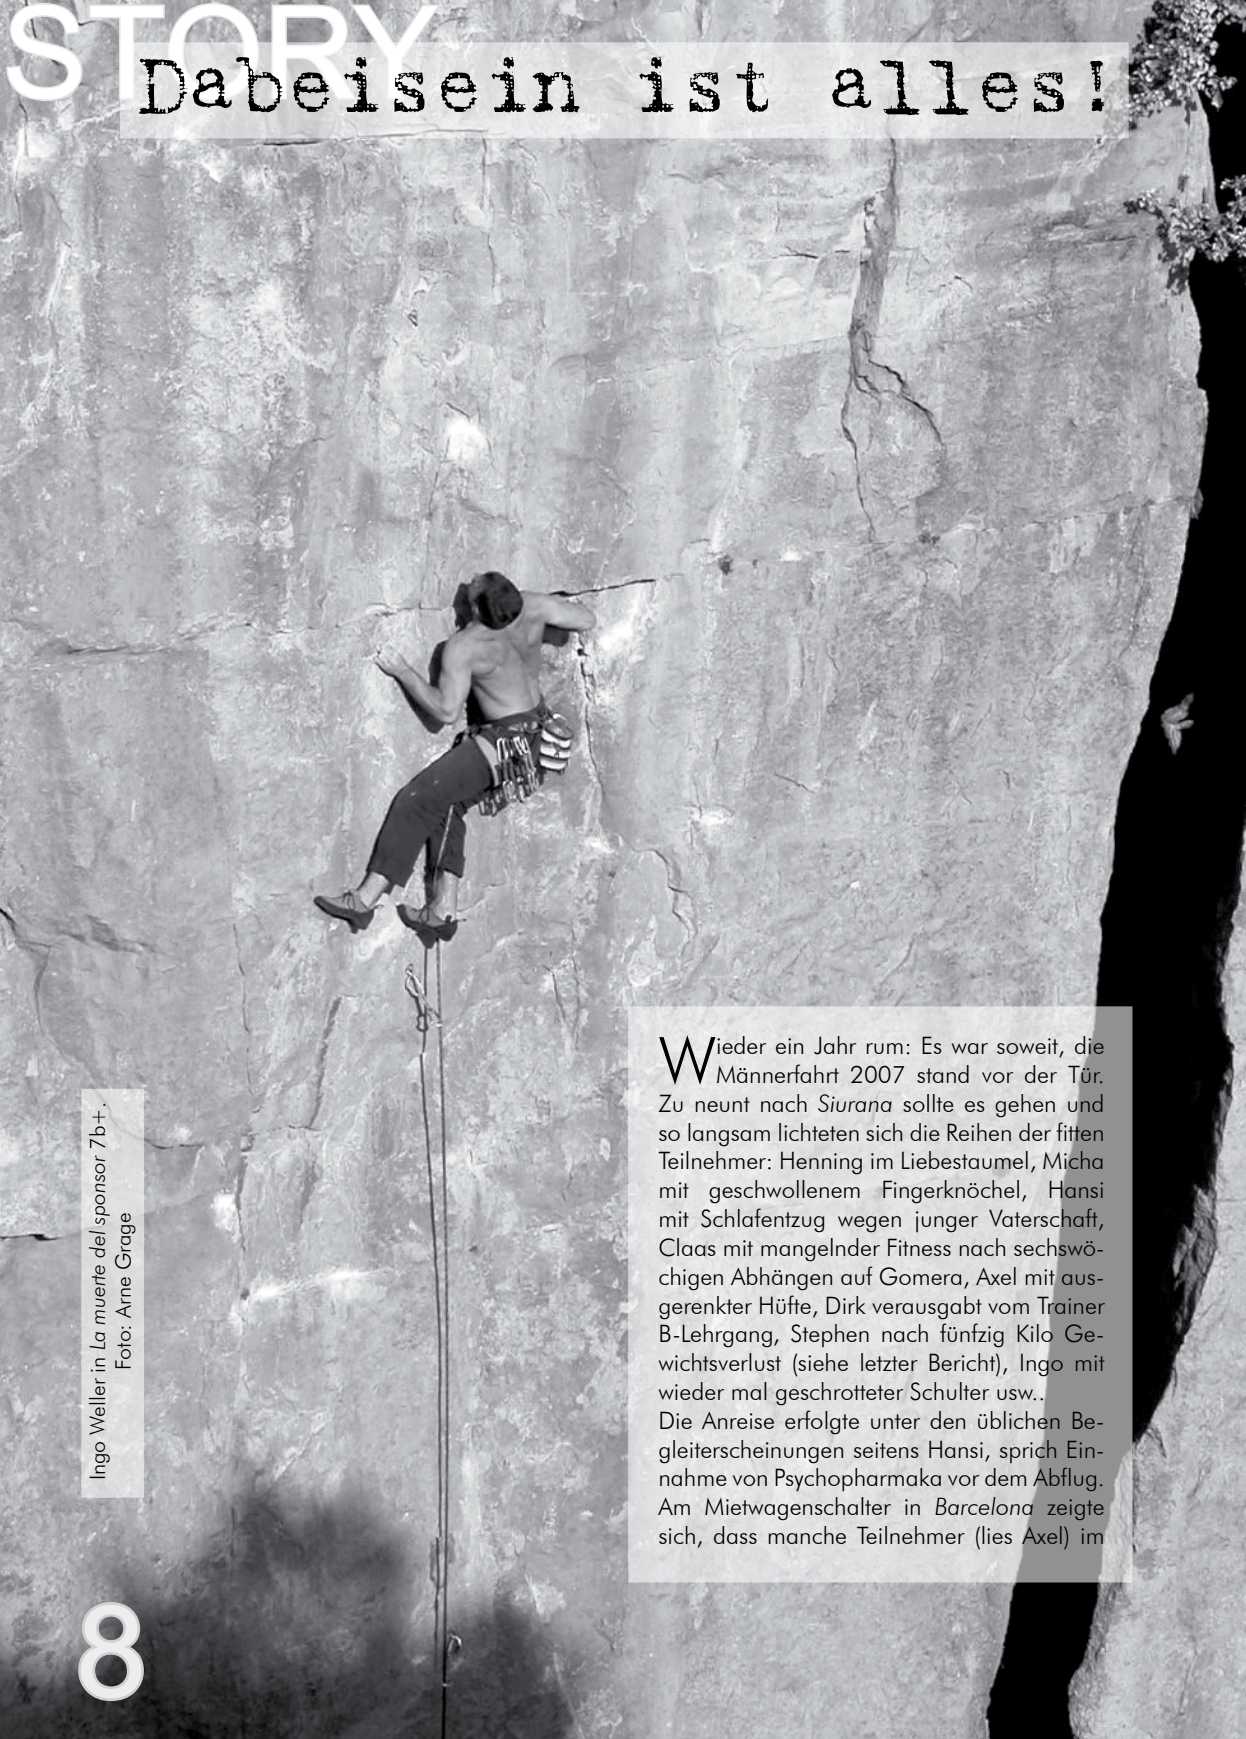 STORY
Dabeisein ist alles!
Wieder ein Jahr rum: Es war soweit, die
Männerfahrt 2007 stand vor der Tür.
Zu neunt nach Siurana sollte es gehen und
so langsam lichteten sich die Reihen der fitten
Teilnehmer: Henning im Liebestaumel, Micha
mit geschwollenem Fingerknöchel, Hansi
mit Schlafentzug wegen junger Vaterschaft,
Claas mit mangelnder Fitness nach sechswö-
chigen Abhängen auf Gomera, Axel mit aus-
gerenkter Hüfte, Dirk verausgabt vom Trainer
B-Lehrgang, Stephen nach fünfzig Kilo Ge-
wichtsverlust (siehe letzter Bericht), Ingo mit
wieder mal geschrotteter Schulter usw..
Die Anreise erfolgte unter den üblichen Be-
gleiterscheinungen seitens Hansi, sprich Ein-
nahme von Psychopharmaka vor dem Abflug.
Am Mietwagenschalter in Barcelona zeigte
sich, dass manche Teilnehmer (lies Axel) im
Ingo Weller in La muerte del sponsor 7b+.
Foto: Arne Grage
8